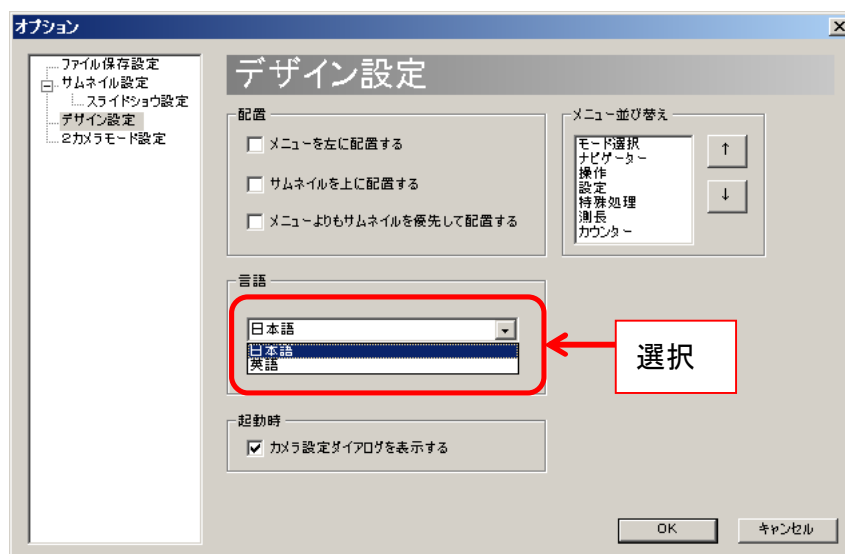 オプション
ファイル保存設定
サムネイル設定
スライドショウ設定
デザイン設定
2カメラモード設定
デザイン設定
配置
メニューを左に配置する
サムネイルを上に配置する
メニューよりもサムネイルを優先して配置する
メニュー並び替え
モード選択
ナビゲーター
操作
設定
特殊処理
測長
カウンター
↑
↓
言語
日本語
日本語
英語
選択
起動時
カメラ設定ダイアログを表示する
OK
キャンセル